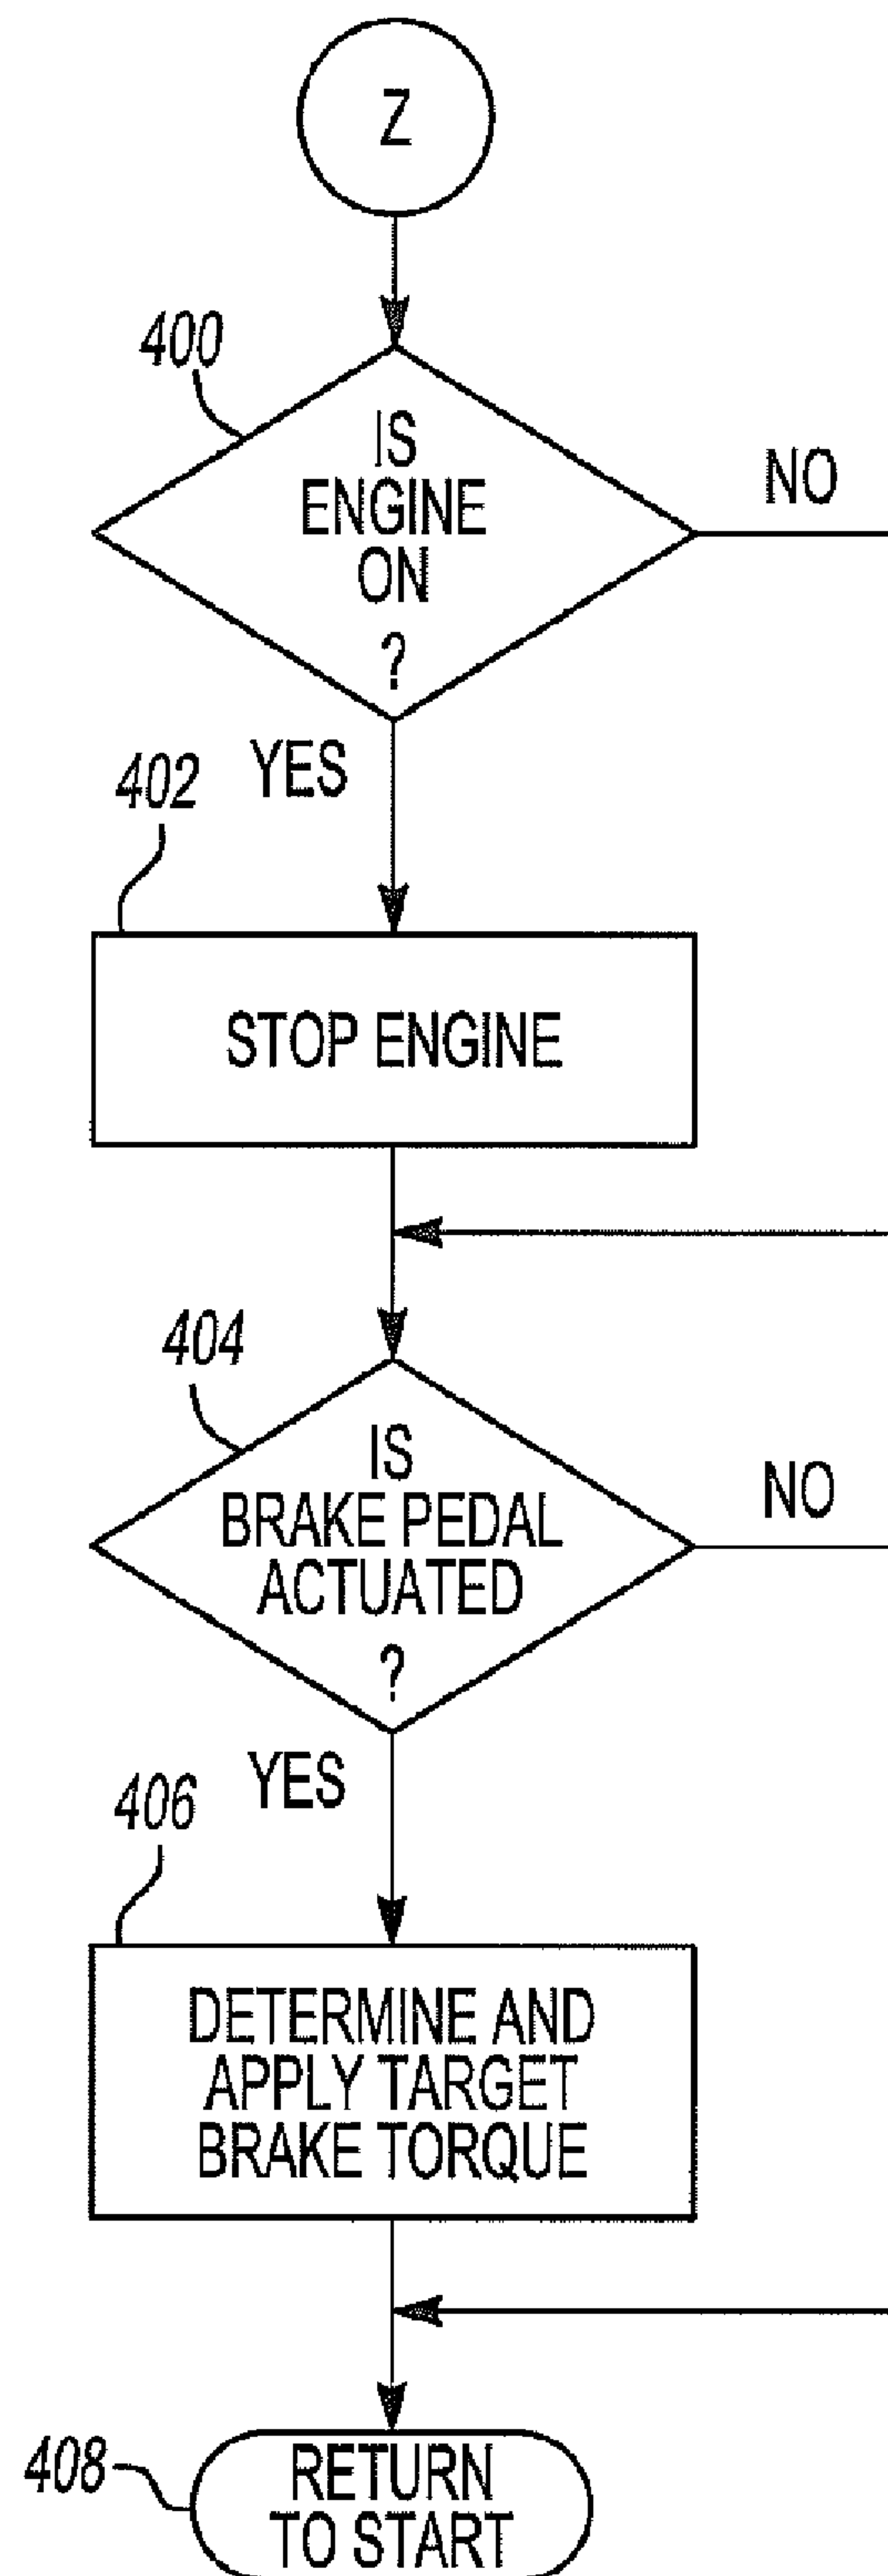 Z
400
IS
ENGINE
ON
?
NO
YES
402
STOP ENGINE
404
IS
BRAKE PEDAL
ACTUATED
?
NO
YES
406
DETERMINE AND
APPLY TARGET
BRAKE TORQUE
408
RETURN
TO START